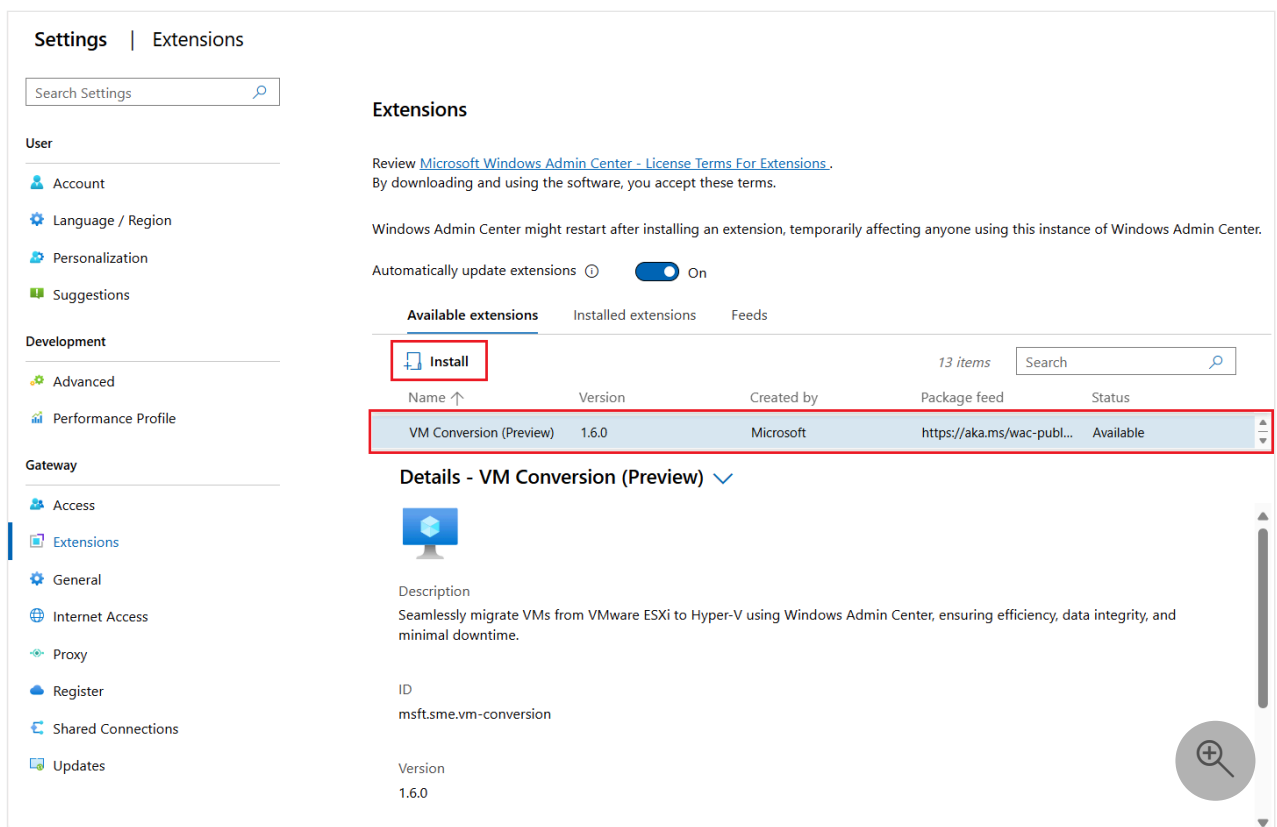 Settings | Extensions
Search Settings
User
Account
Language / Region
Personalization
Suggestions
Development
Advanced
Performance Profile
Gateway
Access
Extensions
General
Internet Access
Proxy
Register
Shared Connections
Updates
Extensions
Review Microsoft Windows Admin Center - License Terms For Extensions .
By downloading and using the software, you accept these terms.
Windows Admin Center might restart after installing an extension, temporarily affecting anyone using this instance of Windows Admin Center.
Automatically update extensions On
Available extensions Installed extensions Feeds
Install 13 items Search
Name Version Created by Package feed Status
VM Conversion (Preview) 1.6.0 Microsoft https://aka.ms/wac-publ... Available
Details - VM Conversion (Preview)
Description
Seamlessly migrate VMs from VMware ESXi to Hyper-V using Windows Admin Center, ensuring efficiency, data integrity, and
minimal downtime.
ID
msft.sme.vm-conversion
Version
1.6.0